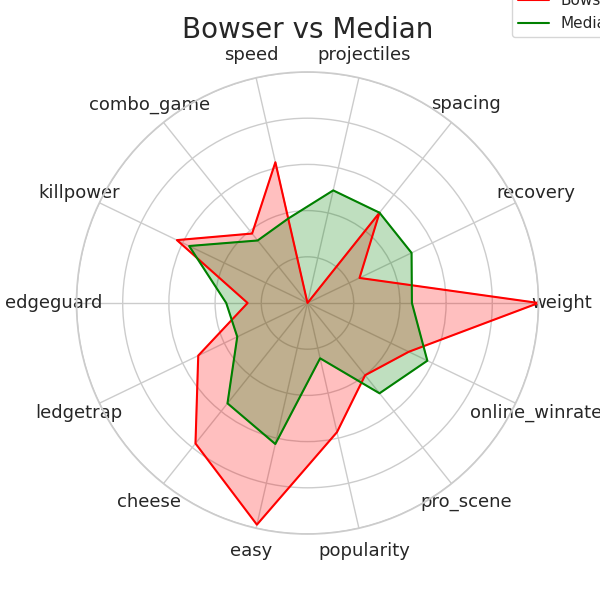 Bowser vs Median
speed
projectiles
combo_game
spacing
killpower
recovery
edgeguard
weight
ledgetrap
online_winrate
cheese
pro_scene
easy
popularity